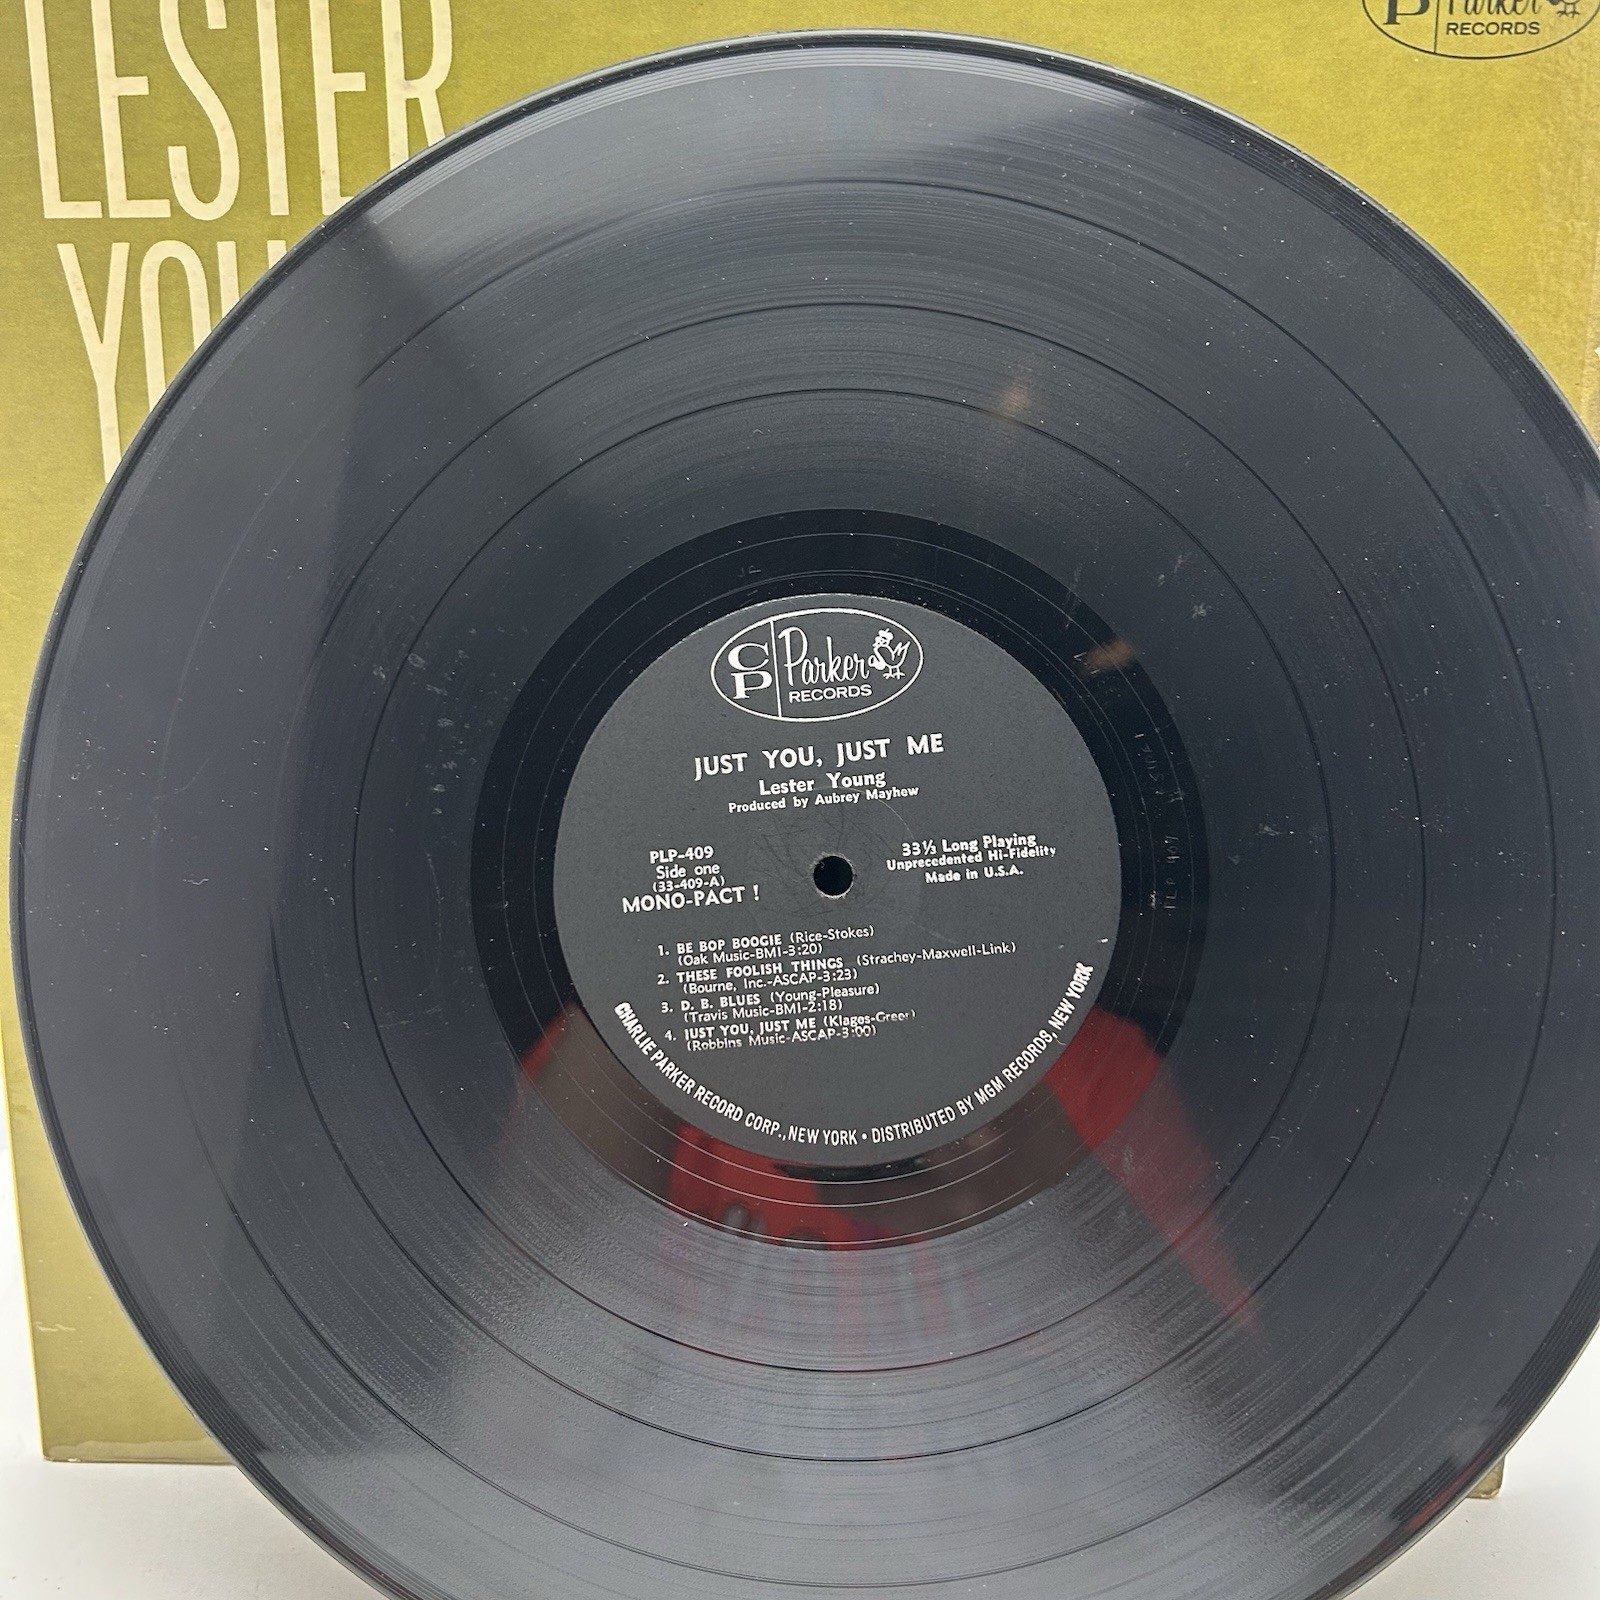 LESTER
YOU
Parker
RECORDS
CP
Parker
RECORDS
JUST YOU, JUST ME
Lester Young
Produced by Aubrey Mayhew
PLP-409
Side one
(33-409-A)
MONO-PACT !
33⅓ Long Playing
Unprecedented Hi-Fidelity
Made in U.S.A.
1. BE BOP BOOGIE (Rice-Stokes)
(Oak Music-BMI-3:20)
2. THESE FOOLISH THINGS (Strachey-Maxwell-Link)
(Bourne, Inc.-ASCAP-3:23)
3. D. B. BLUES (Young-Pleasure)
(Travis Music-BMI-2:18)
4. JUST YOU, JUST ME (Klages-Greer)
(Robbins Music-ASCAP-3:00)
CHARLIE PARKER RECORD CORP., NEW YORK • DISTRIBUTED BY MGM RECORDS, NEW YORK